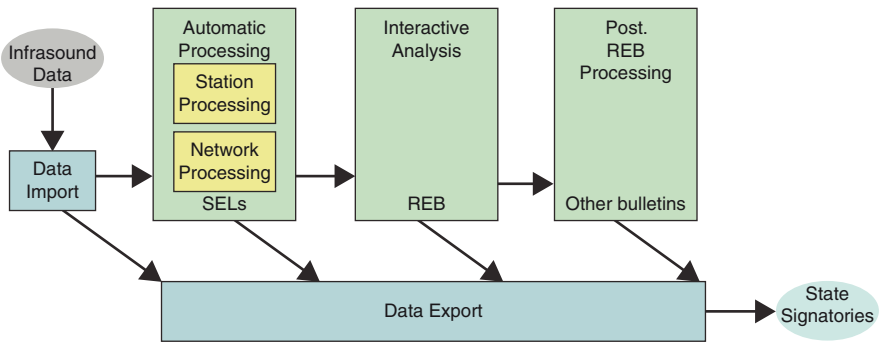 Infrasound
Data
Data
Import
Automatic
Processing
Station
Processing
Network
Processing
SELs
Interactive
Analysis
REB
Post.
REB
Processing
Other bulletins
Data Export
State
Signatories